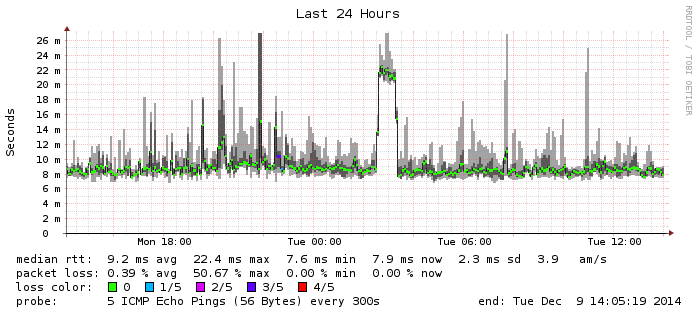 Last 24 Hours
RRDTOOL / TOBI OETIKER
Seconds
26 m
24 m
22 m
20 m
18 m
16 m
14 m
12 m
10 m
8 m
6 m
4 m
2 m
0
Mon 18:00 Tue 00:00 Tue 06:00 Tue 12:00
median rtt: 9.2 ms avg 22.4 ms max 7.6 ms min 7.9 ms now 2.3 ms sd 3.9 am/s
packet loss: 0.39 % avg 50.67 % max 0.00 % min 0.00 % now
loss color: 0 1/5 2/5 3/5 4/5
probe: 5 ICMP Echo Pings (56 Bytes) every 300s end: Tue Dec 9 14:05:19 2014